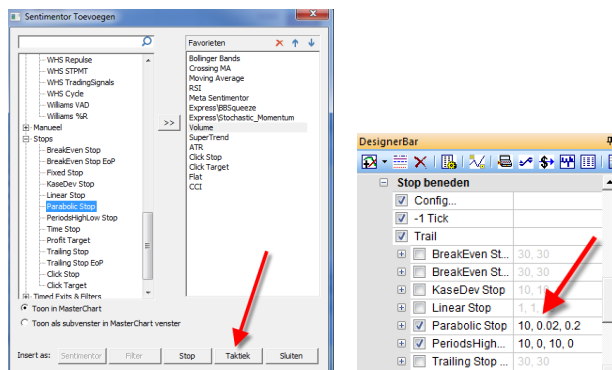 Sentimentor Toevoegen
Favorieten
WHS Repulse
WHS STPMT
WHS TradingSignals
WHS Cycle
Williams VAD
Williams %R
Manueel
Stops
BreakEven Stop
BreakEven Stop EoP
Fixed Stop
KaseDev Stop
Linear Stop
Parabolic Stop
PeriodsHighLow Stop
Time Stop
Profit Target
Trailing Stop
Trailing Stop EoP
Click Stop
Click Target
Timed Exits & Filters
>>
Bollinger Bands
Crossing MA
Moving Average
RSI
Meta Sentimentor
Express\BBSqueeze
Express\Stochastic_Momentum
Volume
SuperTrend
ATR
Click Stop
Click Target
Flat
CCI
Toon in MasterChart
Toon als subvenster in MasterChart venster
Insert as: Sentimentor Filter Stop Taktiek Sluiten
DesignerBar
Stop beneden
Config...
-1 Tick
Trail
BreakEven St... 30, 30
BreakEven St... 30, 30
KaseDev Stop 10, 10
Linear Stop 1, 1
Parabolic Stop 10, 0.02, 0.2
PeriodsHigh... 10, 0, 10, 0
Trailing Stop ... 30, 30